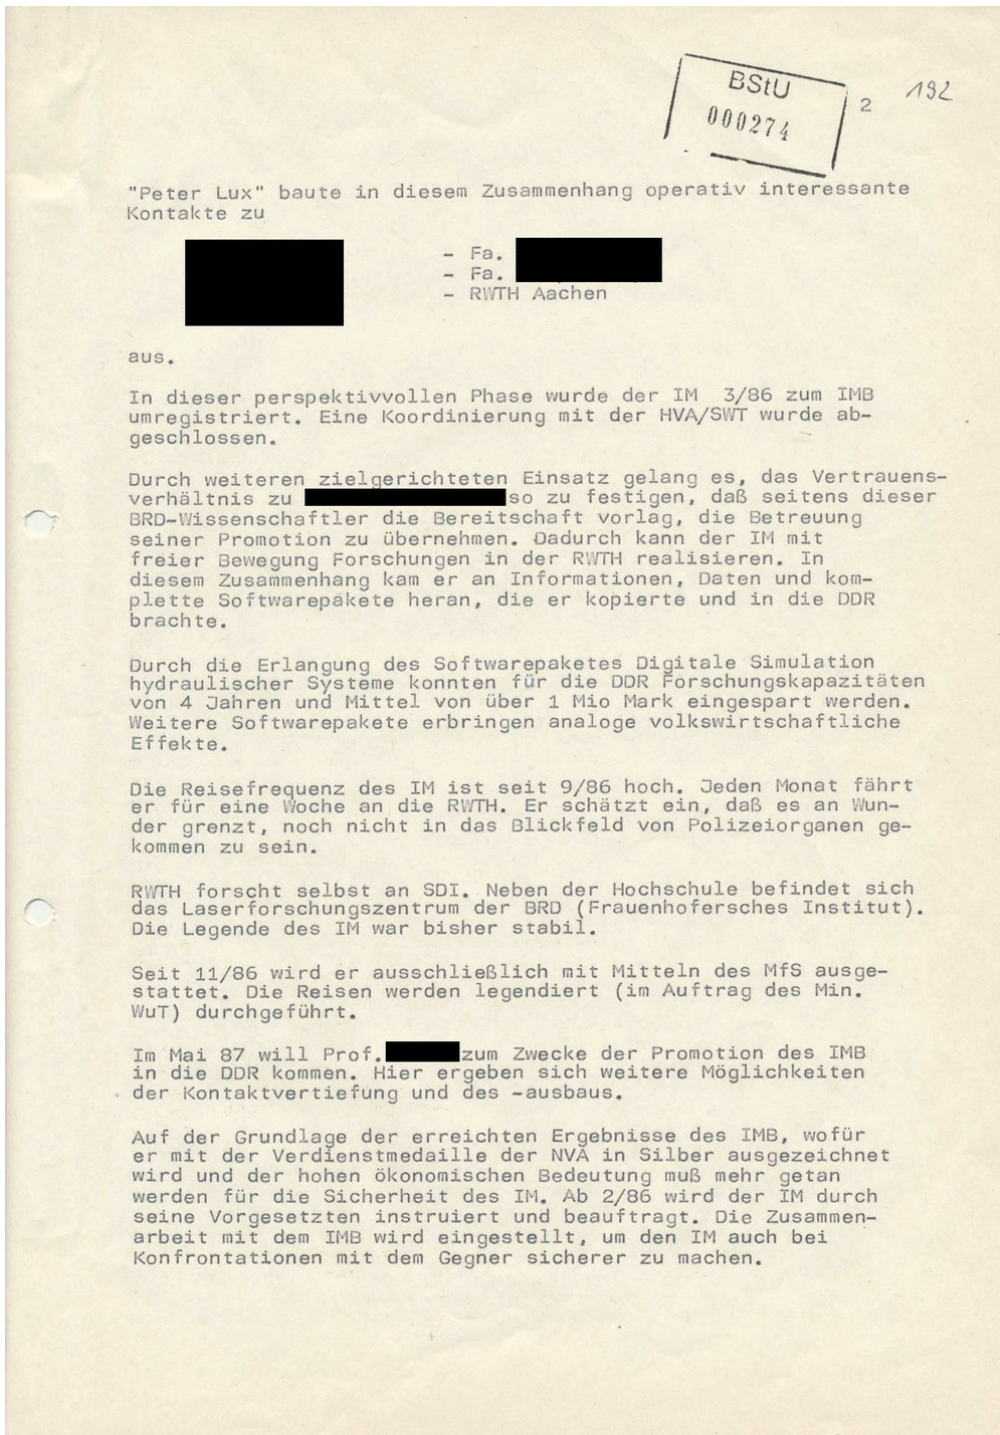 BStU
000274
2
192
"Peter Lux" baute in diesem Zusammenhang operativ interessante
Kontakte zu
- Fa.
- Fa.
- RWTH Aachen
aus.
In dieser perspektivvollen Phase wurde der IM 3/86 zum IMB
umregistriert. Eine Koordinierung mit der HVA/SWT wurde ab-
geschlossen.
Durch weiteren zielgerichteten Einsatz gelang es, das Vertrauens-
verhältnis zu so zu festigen, daß seitens dieser
BRD-Wissenschaftler die Bereitschaft vorlag, die Betreuung
seiner Promotion zu übernehmen. Dadurch kann der IM mit
freier Bewegung Forschungen in der RWTH realisieren. In
diesem Zusammenhang kam er an Informationen, Daten und kom-
plette Softwarepakete heran, die er kopierte und in die DDR
brachte.
Durch die Erlangung des Softwarepaketes Digitale Simulation
hydraulischer Systeme konnten für die DDR Forschungskapazitäten
von 4 Jahren und Mittel von über 1 Mio Mark eingespart werden.
Weitere Softwarepakete erbringen analoge volkswirtschaftliche
Effekte.
Die Reisefrequenz des IM ist seit 9/86 hoch. Jeden Monat fährt
er für eine Woche an die RWTH. Er schätzt ein, daß es an Wun-
der grenzt, noch nicht in das Blickfeld von Polizeiorganen ge-
kommen zu sein.
RWTH forscht selbst an SDI. Neben der Hochschule befindet sich
das Laserforschungszentrum der BRD (Frauenhofersches Institut).
Die Legende des IM war bisher stabil.
Seit 11/86 wird er ausschließlich mit Mitteln des MfS ausge-
stattet. Die Reisen werden legendiert (im Auftrag des Min.
WuT) durchgeführt.
Im Mai 87 will Prof. zum Zwecke der Promotion des IMB
in die DDR kommen. Hier ergeben sich weitere Möglichkeiten
der Kontaktvertiefung und des -ausbaus.
Auf der Grundlage der erreichten Ergebnisse des IMB, wofür
er mit der Verdienstmedaille der NVA in Silber ausgezeichnet
wird und der hohen ökonomischen Bedeutung muß mehr getan
werden für die Sicherheit des IM. Ab 2/86 wird der IM durch
seine Vorgesetzten instruiert und beauftragt. Die Zusammen-
arbeit mit dem IMB wird eingestellt, um den IM auch bei
Konfrontationen mit dem Gegner sicherer zu machen.